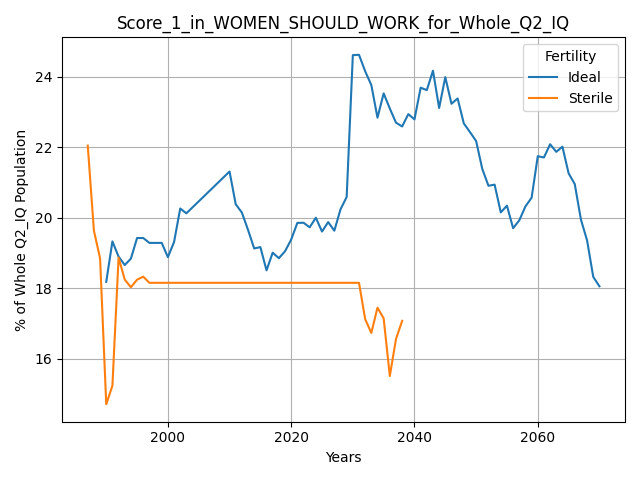 Score_1_in_WOMEN_SHOULD_WORK_for_Whole_Q2_IQ
% of Whole Q2_IQ Population
24
22
20
18
16
Fertility
Ideal
Sterile
2000
2020
2040
2060
Years